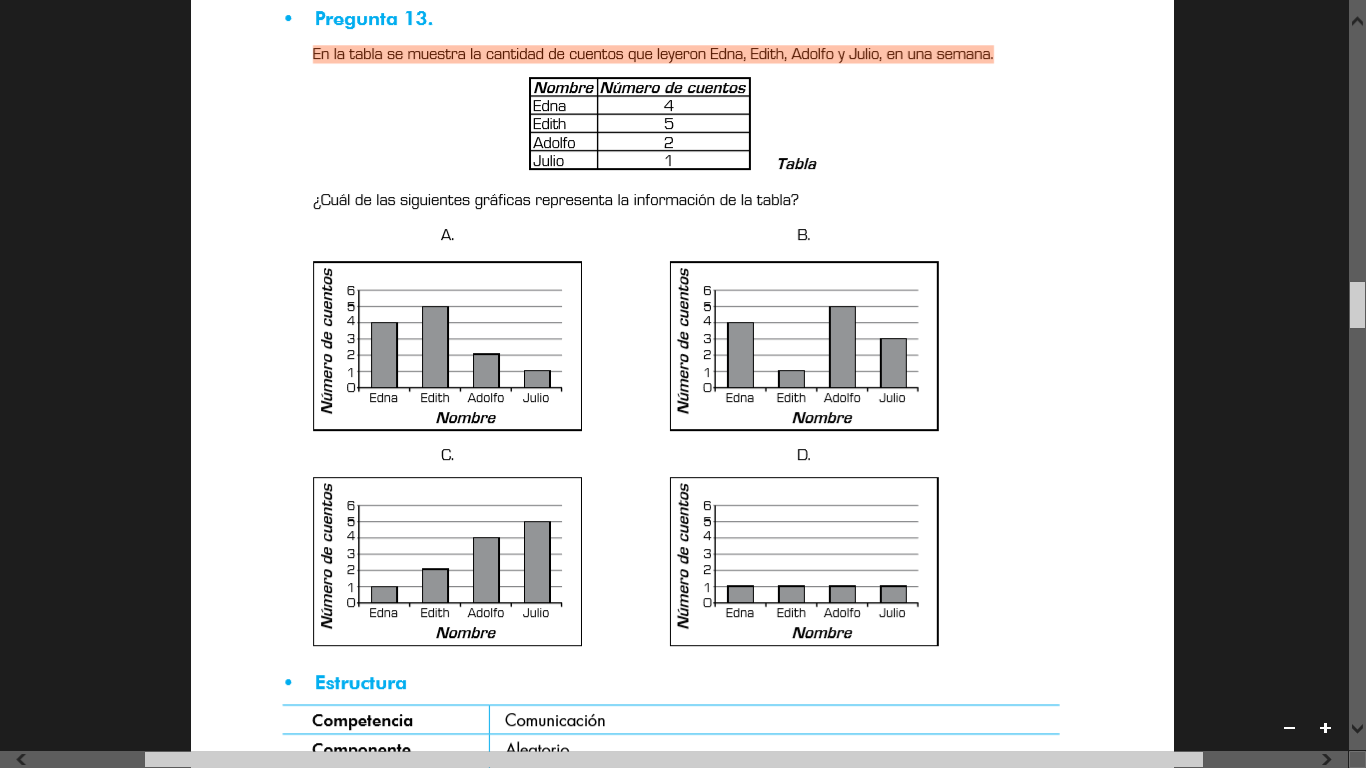 • Pregunta 13.
En la tabla se muestra la cantidad de cuentos que leyeron Edna, Edith, Adolfo y Julio, en una semana.
Nombre Número de cuentos
Edna 4
Edith 5
Adolfo 2
Julio 1
Tabla
¿Cuál de las siguientes gráficas representa la información de la tabla?
A.
Número de cuentos
6
5
4
3
2
1
0
Edna Edith Adolfo Julio
Nombre
B.
Número de cuentos
6
5
4
3
2
1
0
Edna Edith Adolfo Julio
Nombre
C.
Número de cuentos
6
5
4
3
2
1
0
Edna Edith Adolfo Julio
Nombre
D.
Número de cuentos
6
5
4
3
2
1
0
Edna Edith Adolfo Julio
Nombre
• Estructura
Competencia Comunicación
Componente Aleatorio